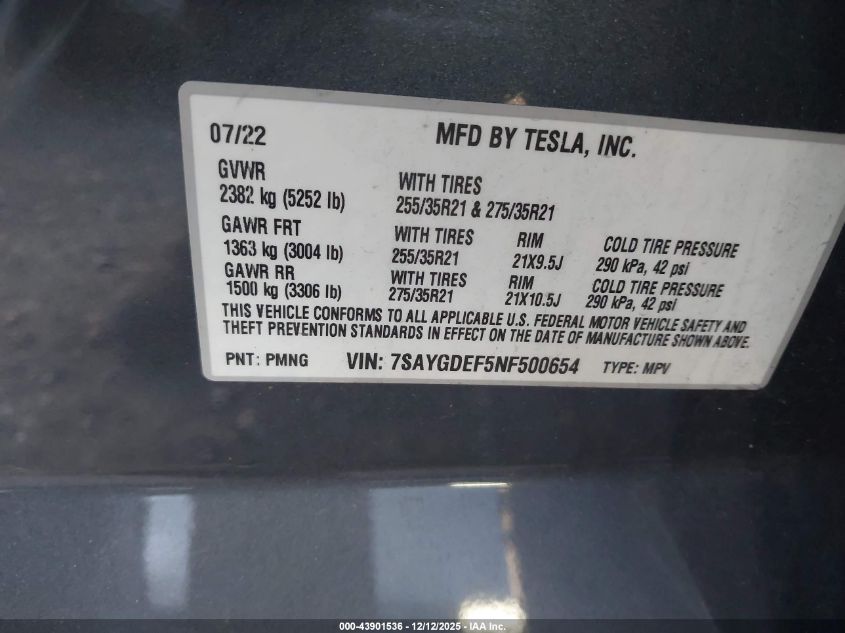 07/22 MFD BY TESLA, INC.
GVWR
2382 kg (5252 lb) WITH TIRES
255/35R21 & 275/35R21
GAWR FRT
1363 kg (3004 lb) WITH TIRES
255/35R21 RIM
21X9.5J COLD TIRE PRESSURE
290 kPa, 42 psi
GAWR RR
1500 kg (3306 lb) WITH TIRES
275/35R21 RIM
21X10.5J COLD TIRE PRESSURE
290 kPa, 42 psi
THIS VEHICLE CONFORMS TO ALL APPLICABLE U.S. FEDERAL MOTOR VEHICLE SAFETY AND
THEFT PREVENTION STANDARDS IN EFFECT ON THE DATE OF MANUFACTURE SHOWN ABOVE.
PNT: PMNG VIN: 7SAYGDEF5NF500654 TYPE: MPV
000-43901536 - 12/12/2025 - IAA Inc.